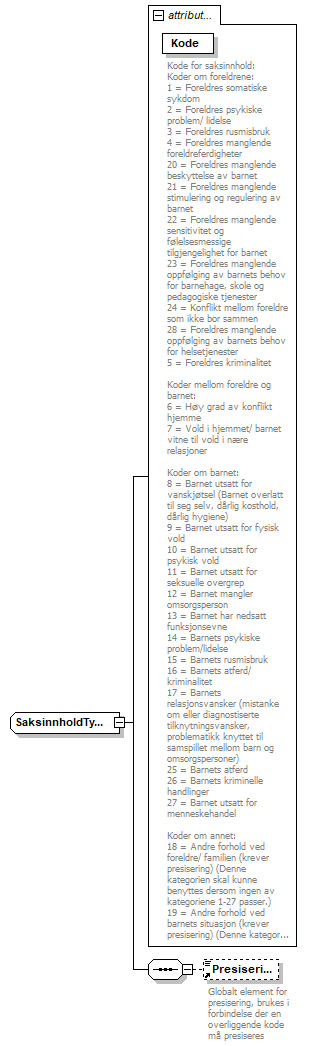 attribut...
Kode
Kode for saksinnhold:
Koder om foreldrene:
1 = Foreldres somatiske
sykdom
2 = Foreldres psykiske
problem/ lidelse
3 = Foreldres rusmisbruk
4 = Foreldres manglende
foreldreferdigheter
20 = Foreldres manglende
beskyttelse av barnet
21 = Foreldres manglende
stimulering og regulering av
barnet
22 = Foreldres manglende
sensitivitet og
følelsesmessige
tilgjengelighet for barnet
23 = Foreldres manglende
oppfølging av barnets behov
for barnehage, skole og
pedagogiske tjenester
24 = Konflikt mellom foreldre
som ikke bor sammen
28 = Foreldres manglende
oppfølging av barnets behov
for helsetjenester
5 = Foreldres kriminalitet
Koder mellom foreldre og
barnet:
6 = Høy grad av konflikt
hjemme
7 = Vold i hjemmet/ barnet
vitne til vold i nære
relasjoner
Koder om barnet:
8 = Barnet utsatt for
vanskjøtsel (Barnet overlatt
til seg selv, dårlig kosthold,
dårlig hygiene)
9 = Barnet utsatt for fysisk
vold
10 = Barnet utsatt for
psykisk vold
11 = Barnet utsatt for
seksuelle overgrep
12 = Barnet mangler
omsorgsperson
13 = Barnet har nedsatt
funksjonsevne
14 = Barnets psykiske
problem/lidelse
15 = Barnets rusmisbruk
16 = Barnets atferd/
kriminalitet
17 = Barnets
relasjonsvansker (mistanke
om eller diagnostiserte
tilknytningsvansker,
problematikk knyttet til
samspillet mellom barn og
omsorgspersoner)
25 = Barnets atferd
26 = Barnets kriminelle
handlinger
27 = Barnet utsatt for
menneskehandel
Koder om annet:
18 = Andre forhold ved
foreldre/ familien (krever
presisering) (Denne
kategorien skal kunne
benyttes dersom ingen av
kategoriene 1-27 passer.)
19 = Andre forhold ved
barnets situasjon (krever
presisering) (Denne kategor...
SaksinnholdTy...
Presiseri...
Globalt element for
presisering, brukes i
forbindelse der en
overliggende kode
må presiseres